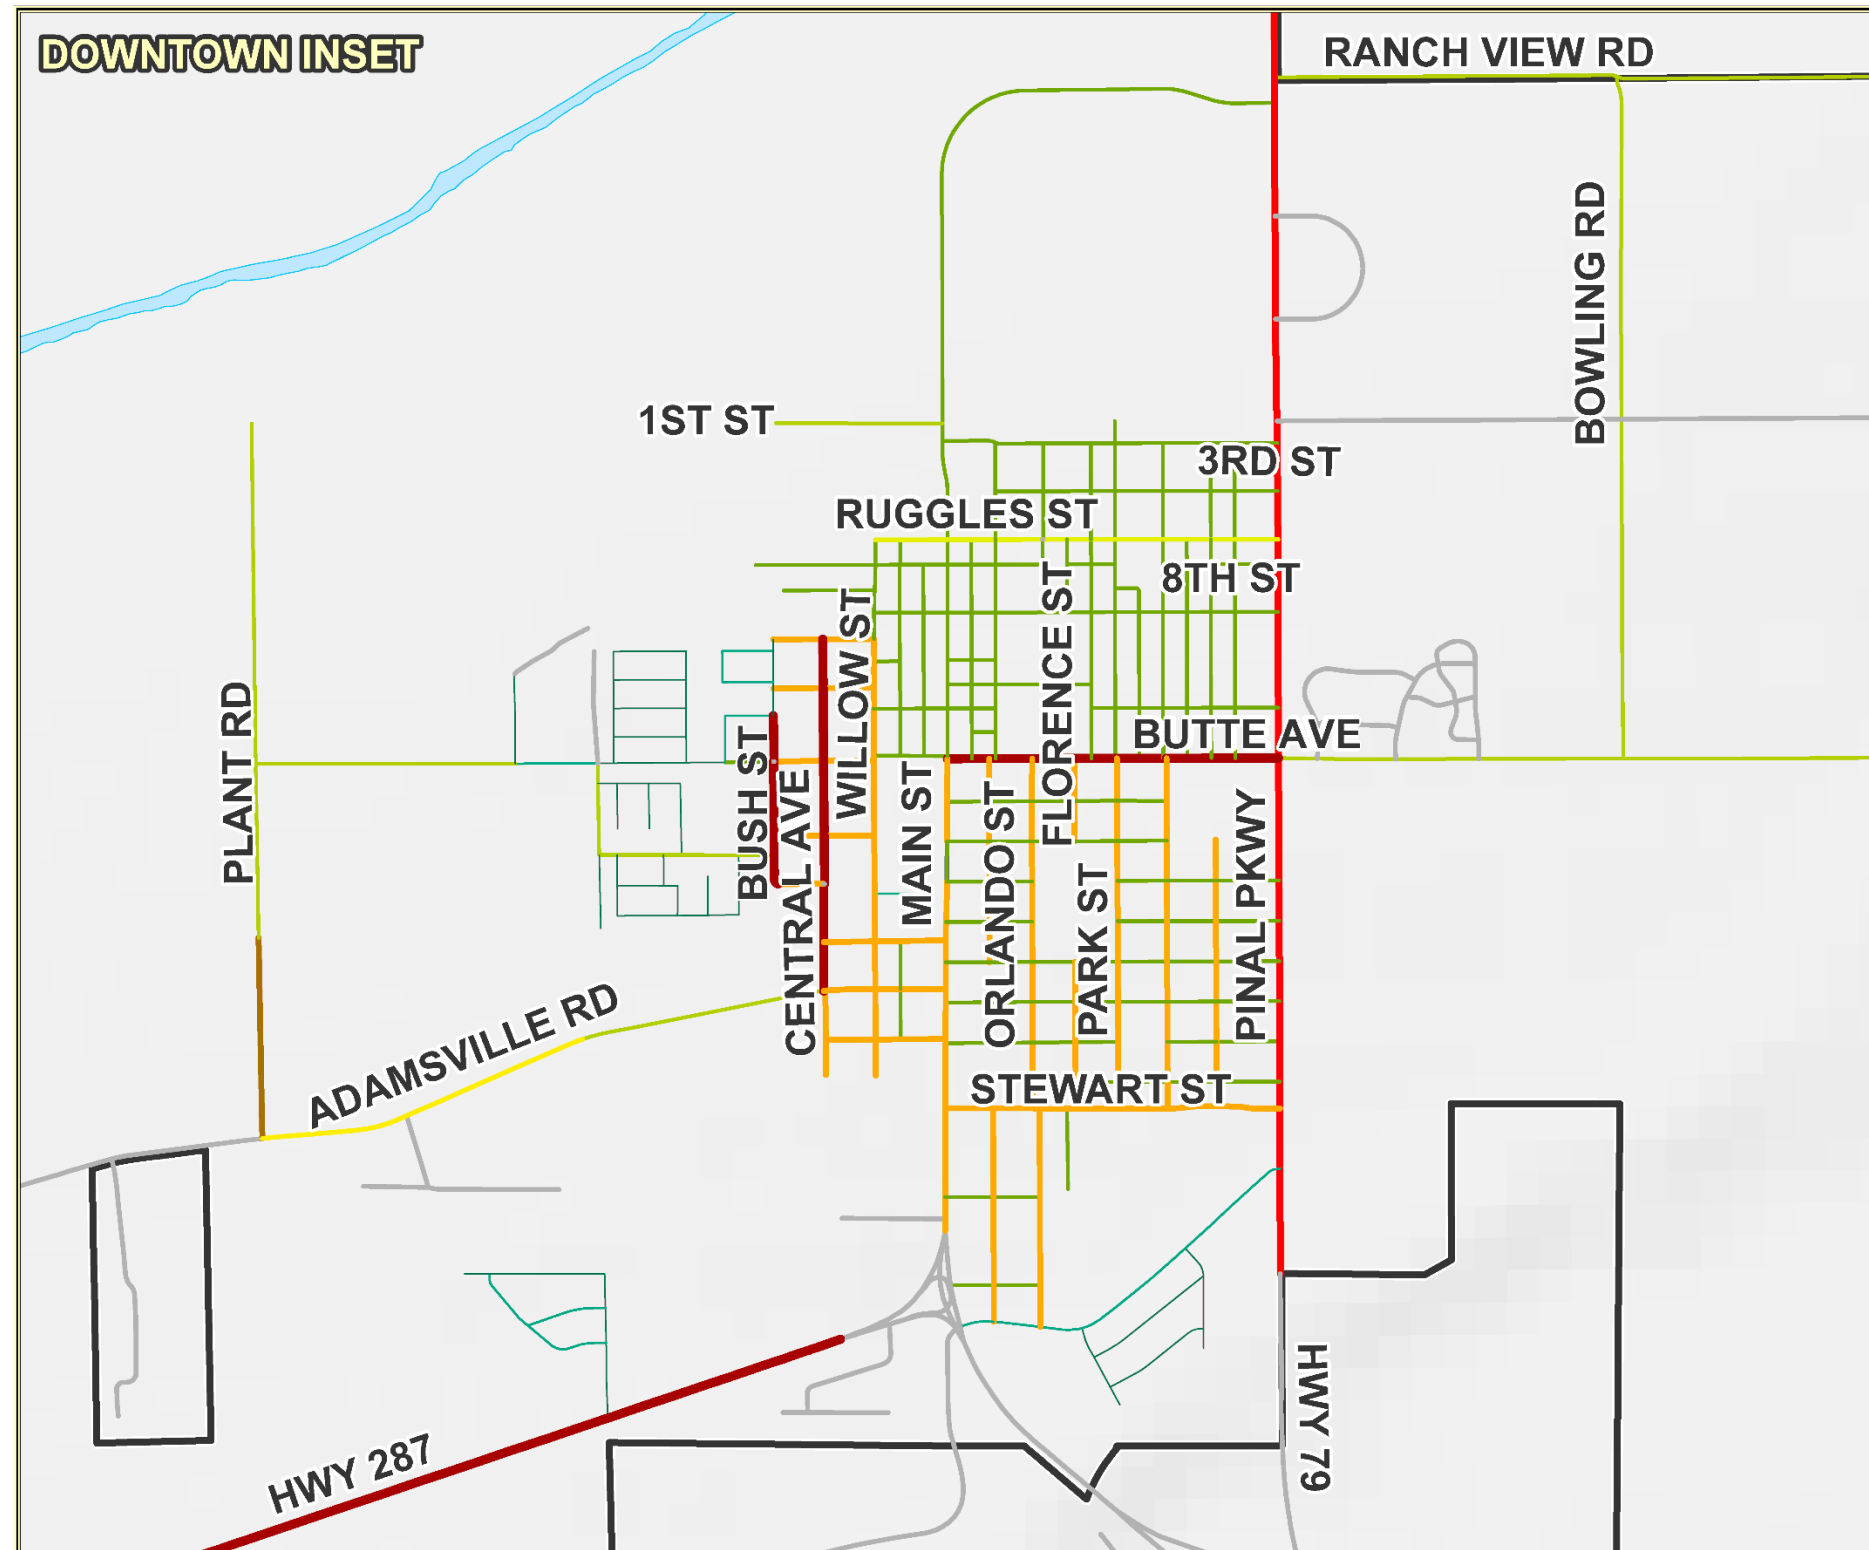 DOWNTOWN INSET
RANCH VIEW RD
BOWLING RD
1ST ST
3RD ST
RUGGLES ST
8TH ST
WILLOW ST
FLORENCE ST
PLANT RD
BUSH ST
BUTTE AVE
CENTRAL AVE
MAIN ST
ORLANDO ST
PARK ST
PINAL PKWY
ADAMSVILLE RD
STEWART ST
HWY 79
HWY 287